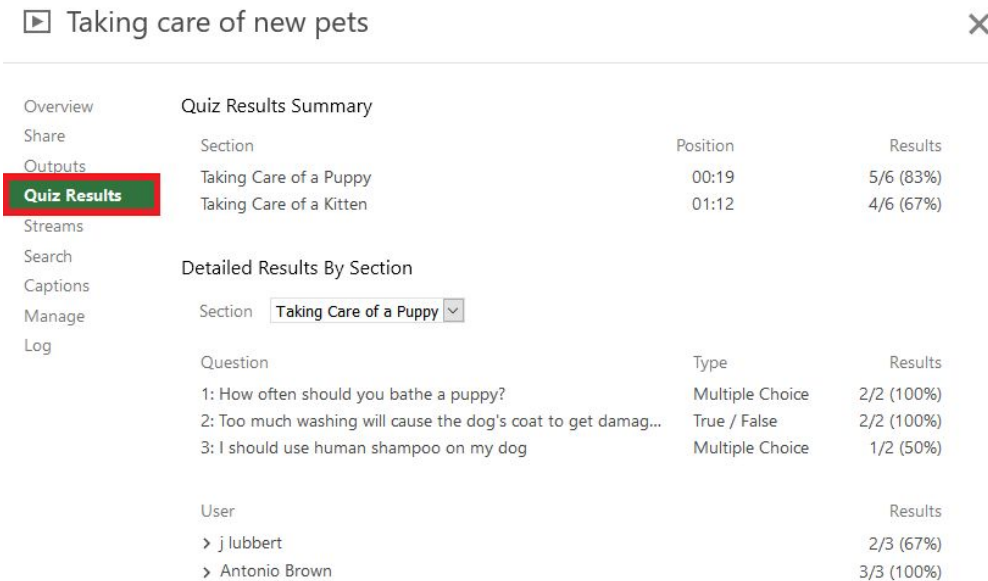 Taking care of new pets
Overview
Share
Outputs
Quiz Results
Streams
Search
Captions
Manage
Log
Quiz Results Summary
Section Position Results
Taking Care of a Puppy 00:19 5/6 (83%)
Taking Care of a Kitten 01:12 4/6 (67%)
Detailed Results By Section
Section Taking Care of a Puppy
Question Type Results
1: How often should you bathe a puppy? Multiple Choice 2/2 (100%)
2: Too much washing will cause the dog's coat to get damag... True / False 2/2 (100%)
3: I should use human shampoo on my dog Multiple Choice 1/2 (50%)
User Results
j lubbert 2/3 (67%)
Antonio Brown 3/3 (100%)